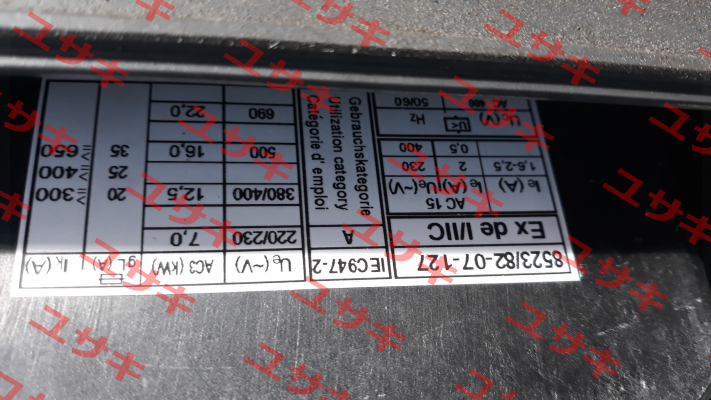 8523/82-07-127 IEC947-2 Ue (~V) AC3 (kW) gL (A) Ik (A)
Ex de I/IIC A 220/230 7,0
AC 15
Ie (A) Ie (A) Ue(~V)
1,6-2,5 2 230
0,5 400
Uc (V) U< Hz
AC 400 50/60
Gebrauchskategorie
Utilization category
Catégorie d' emploi
380/400 12,5 20 ≥300
25 ≥400
500 16,0 35 ≥650
690 22,0
ユサキ